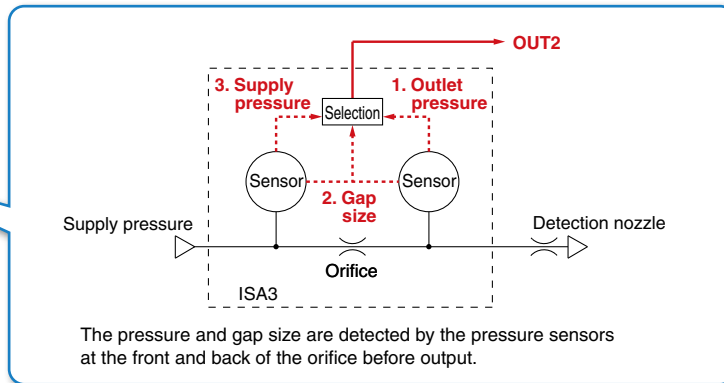 OUT2
3. Supply
pressure
1. Outlet
pressure
Selection
Sensor
Sensor
2. Gap
size
Supply pressure
Detection nozzle
Orifice
ISA3
The pressure and gap size are detected by the pressure sensors
at the front and back of the orifice before output.